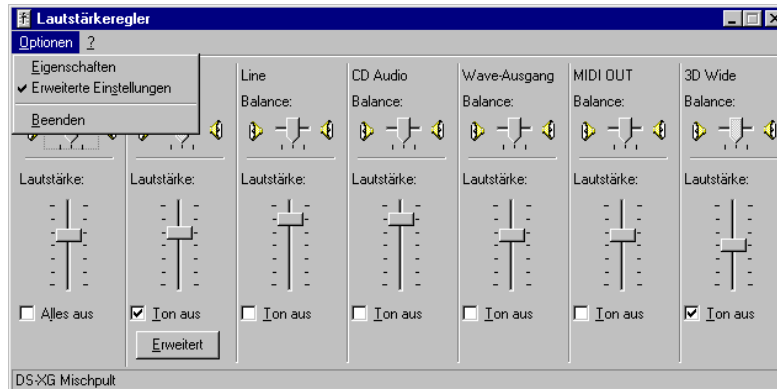 Lautstärkeregler
Optionen ?
Eigenschaften
Erweiterte Einstellungen
Beenden
Line
CD Audio
Wave-Ausgang
MIDI OUT
3D Wide
Balance:
Balance:
Balance:
Balance:
Balance:
Lautstärke:
Lautstärke:
Lautstärke:
Lautstärke:
Lautstärke:
Lautstärke:
Lautstärke:
Alles aus
Ton aus
Ton aus
Ton aus
Ton aus
Ton aus
Ton aus
Erweitert
DS-XG Mischpult